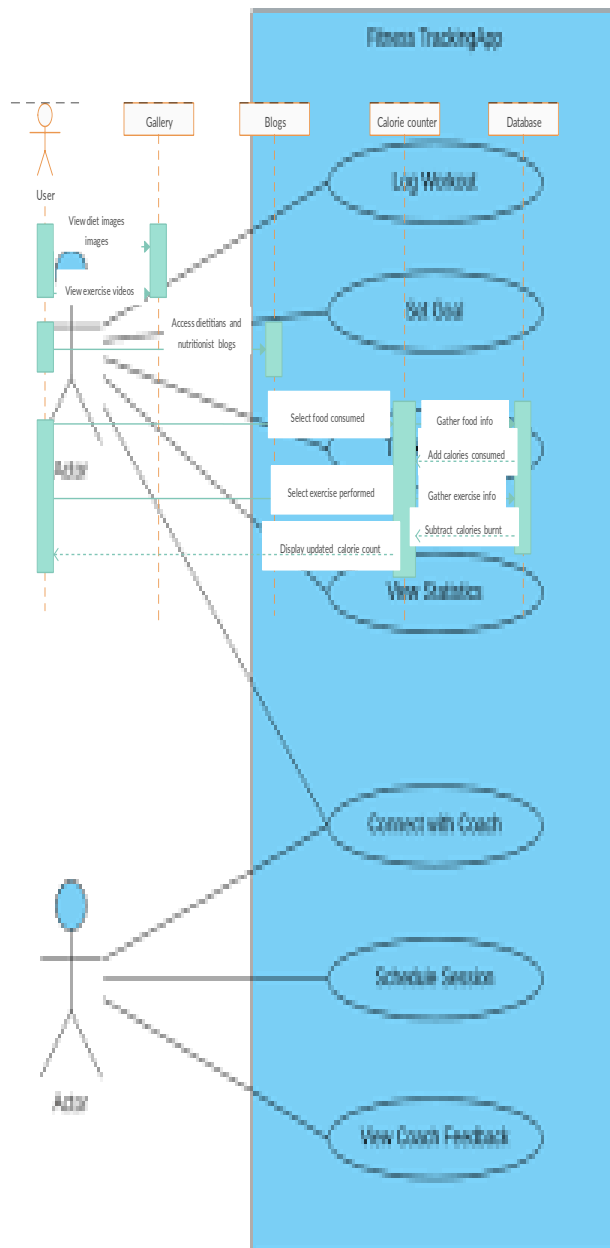 Fitness TrackingApp
Gallery
Blogs
Calorie counter
Database
Log Workout
User
View diet images
images
View exercise videos
Set Goal
Access dietitians and
nutritionist blogs
Select food consumed
Gather food info
Add calories consumed
Actor
Select exercise performed
Gather exercise info
Subtract calories burnt
Display updated calorie count
View Statistics
Connect with Coach
Schedule Session
Actor
View Coach Feedback